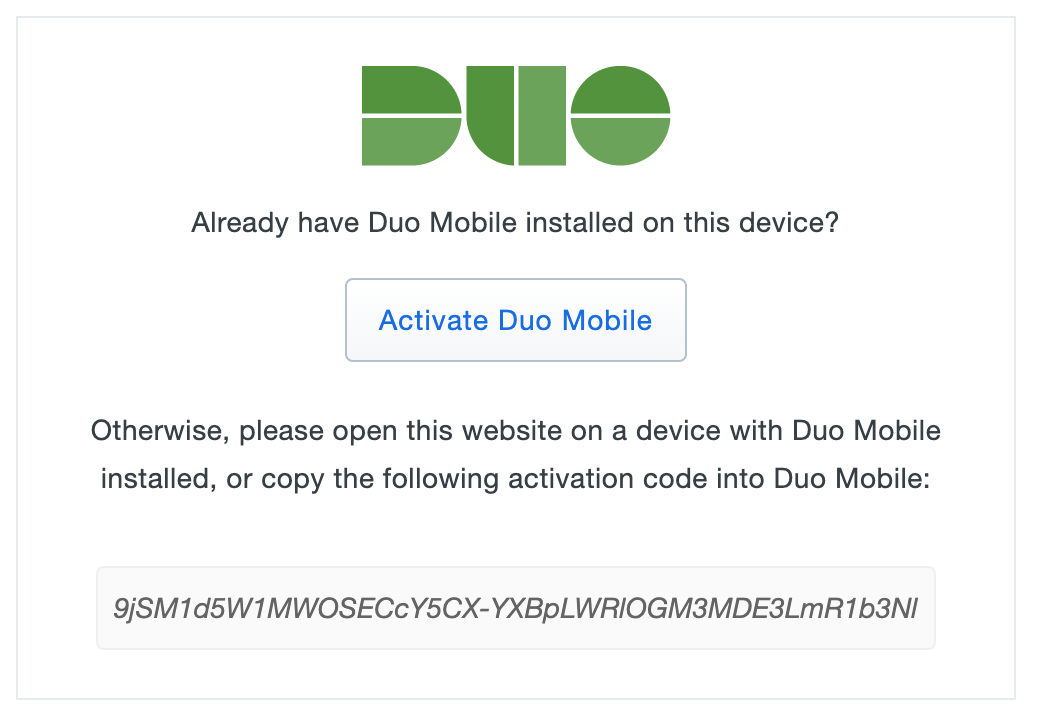 DUO
Already have Duo Mobile installed on this device?
Activate Duo Mobile
Otherwise, please open this website on a device with Duo Mobile
installed, or copy the following activation code into Duo Mobile:
9jSM1d5W1MWOSECcY5CX-YXBpLWRlOGM3MDE3LmR1b3Nl